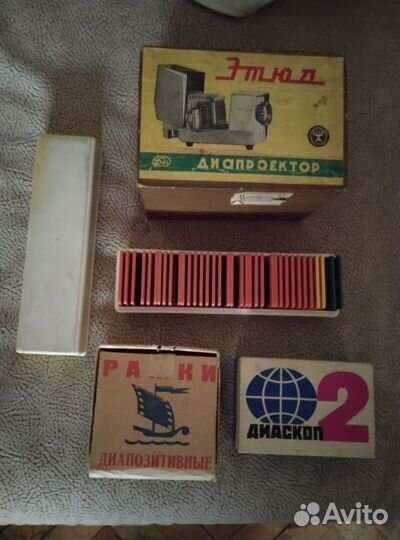 Этюд
ДИАПРОЕКТОР
РА...КИ
ДИАПОЗИТИВНЫЕ
2
ДИАСКОП
Avito